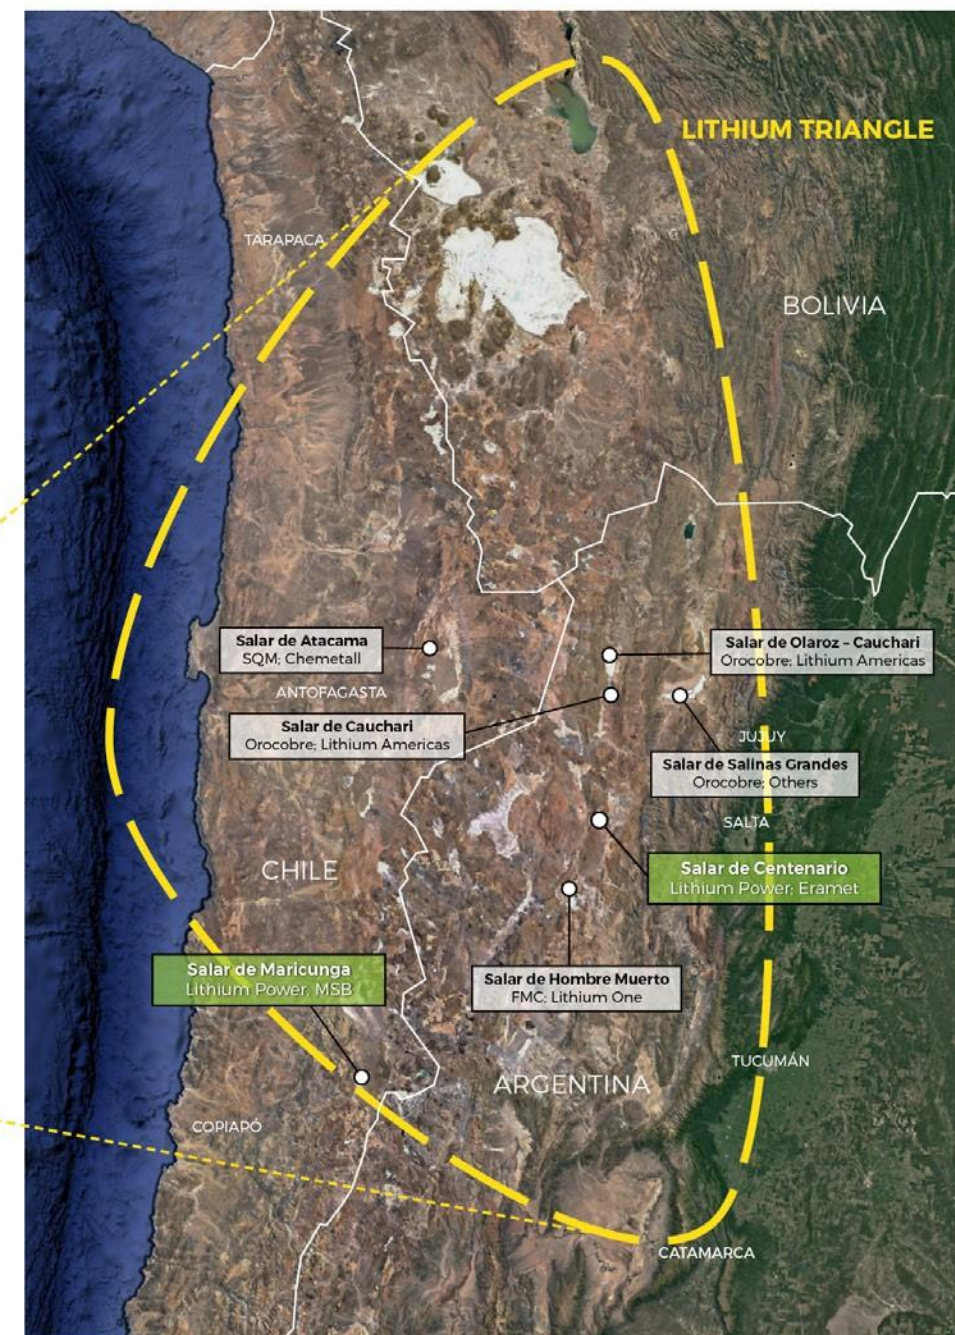 LITHIUM TRIANGLE
TARAPACA
BOLIVIA
Salar de Atacama
SQM; Chemetall
Salar de Olaroz – Cauchari
Orocobre; Lithium Americas
ANTOFAGASTA
Salar de Cauchari
Orocobre; Lithium Americas
JUJUY
Salar de Salinas Grandes
Orocobre; Others
SALTA
CHILE
Salar de Centenario
Lithium Power; Eramet
Salar de Maricunga
Lithium Power, MSB
Salar de Hombre Muerto
FMC; Lithium One
TUCUMÁN
ARGENTINA
COPIAPÓ
CATAMARCA